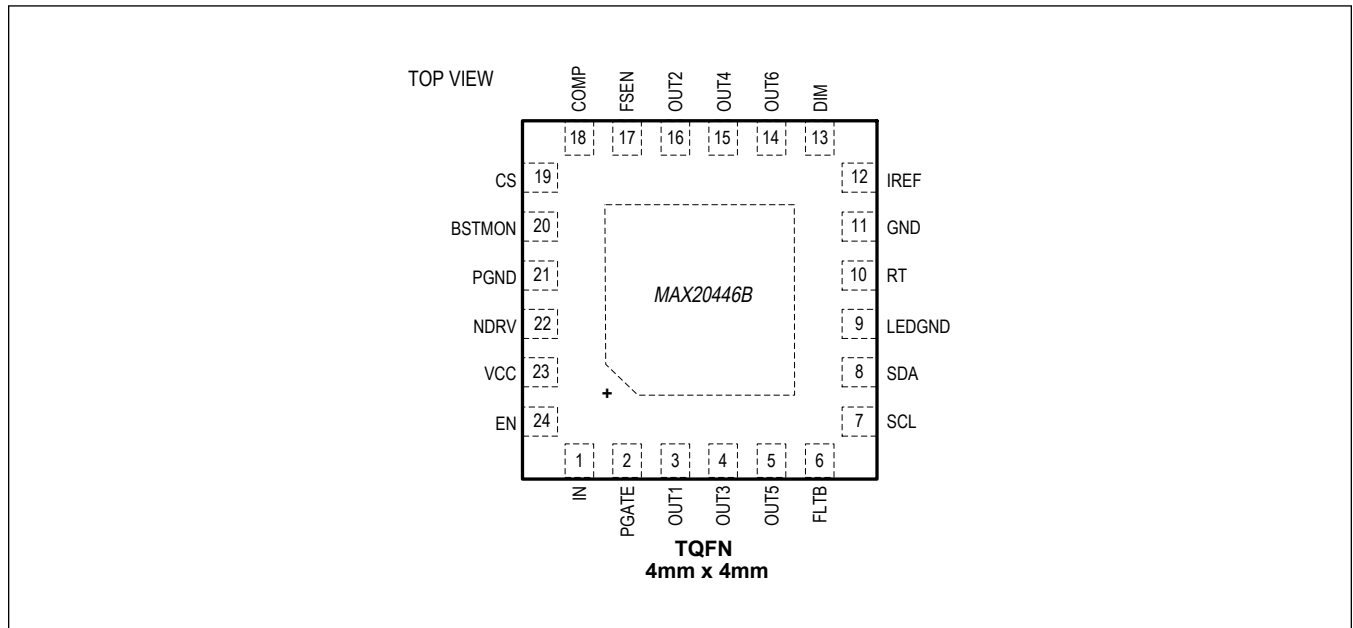 TOP VIEW
COMP
FSEN
OUT2
OUT4
OUT6
DIM
18
17
16
15
14
13
CS 19
12 IREF
BSTMON 20
11 GND
PGND 21
10 RT
MAX20446B
NDRV 22
9 LEDGND
VCC 23
8 SDA
+
EN 24
7 SCL
1
2
3
4
5
6
IN
PGATE
OUT1
OUT3
OUT5
FLTB
TQFN
4mm x 4mm